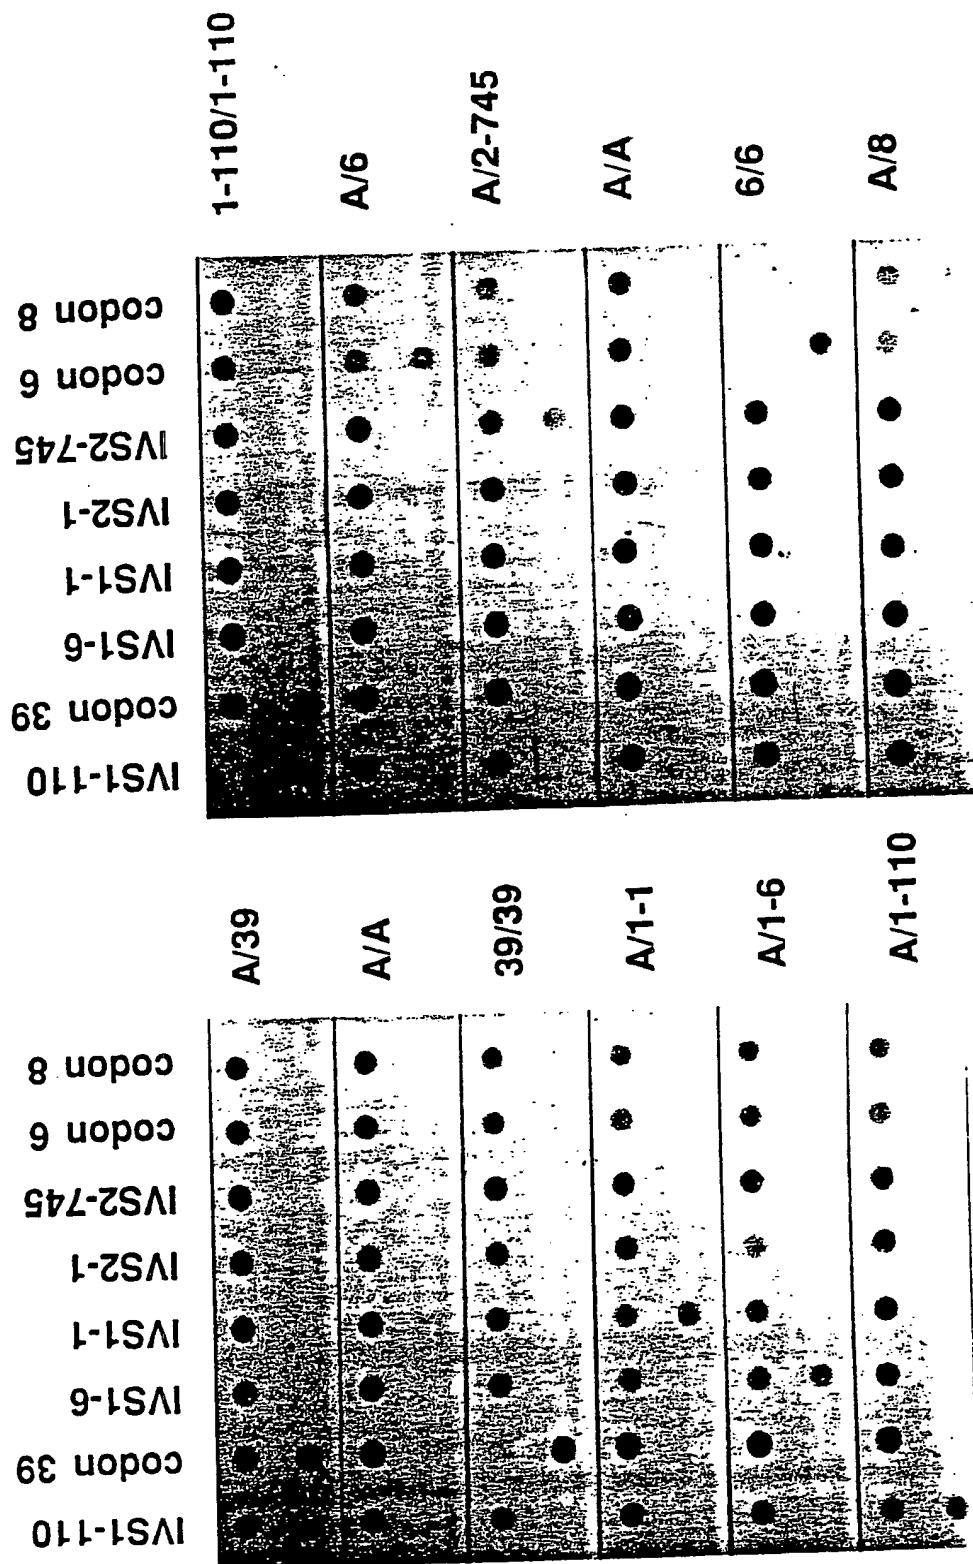 1-110/1-110
A/6
A/2-745
A/A
6/6
A/8
codon 8
codon 6
IVS2-745
IVS2-1
IVS1-1
IVS1-6
codon 39
IVS1-110
A/39
A/A
39/39
A/1-1
A/1-6
A/1-110
codon 8
codon 6
IVS2-745
IVS2-1
IVS1-1
IVS1-6
codon 39
IVS1-110